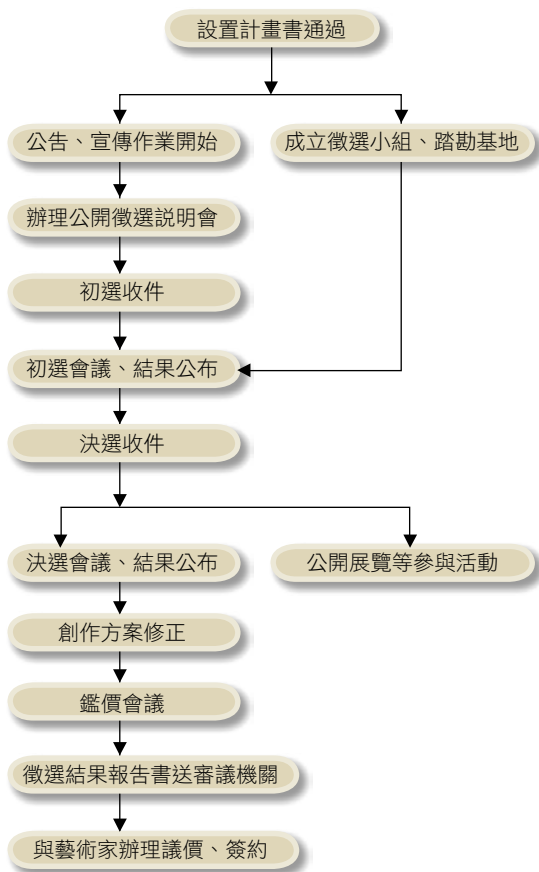 設置計畫書通過
公告、宣傳作業開始
成立徵選小組、踏勘基地
辦理公開徵選説明會
初選收件
初選會議、結果公布
決選收件
決選會議、結果公布
公開展覽等參與活動
創作方案修正
鑑價會議
徵選結果報告書送審議機關
與藝術家辦理議價、簽約